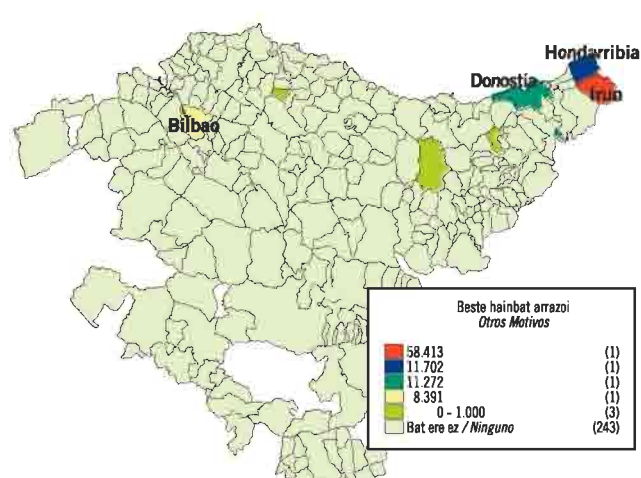 Hondarribia
Donostia
Irun
Bilbao
Beste hainbat arrazoi
Otros Motivos
58.413 (1)
11.702 (1)
11.272 (1)
8.391 (1)
0 - 1.000 (3)
Bat ere ez / Ninguno (243)